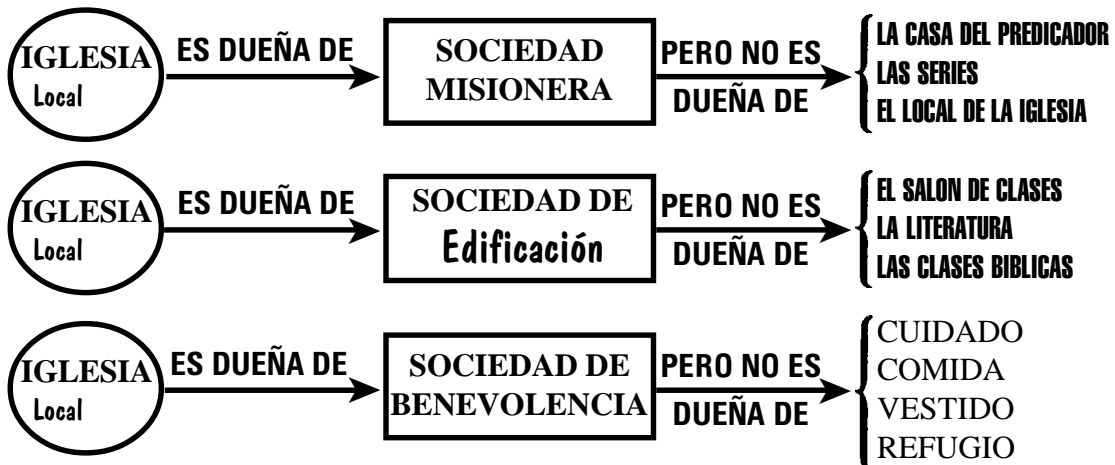 IGLESIA
Local
ES DUEÑA DE
SOCIEDAD
MISIONERA
PERO NO ES
DUEÑA DE
LA CASA DEL PREDICADOR
LAS SERIES
EL LOCAL DE LA IGLESIA
IGLESIA
Local
ES DUEÑA DE
SOCIEDAD DE
Edificación
PERO NO ES
DUEÑA DE
EL SALON DE CLASES
LA LITERATURA
LAS CLASES BIBLICAS
IGLESIA
Local
ES DUEÑA DE
SOCIEDAD DE
BENEVOLENCIA
PERO NO ES
DUEÑA DE
CUIDADO
COMIDA
VESTIDO
REFUGIO